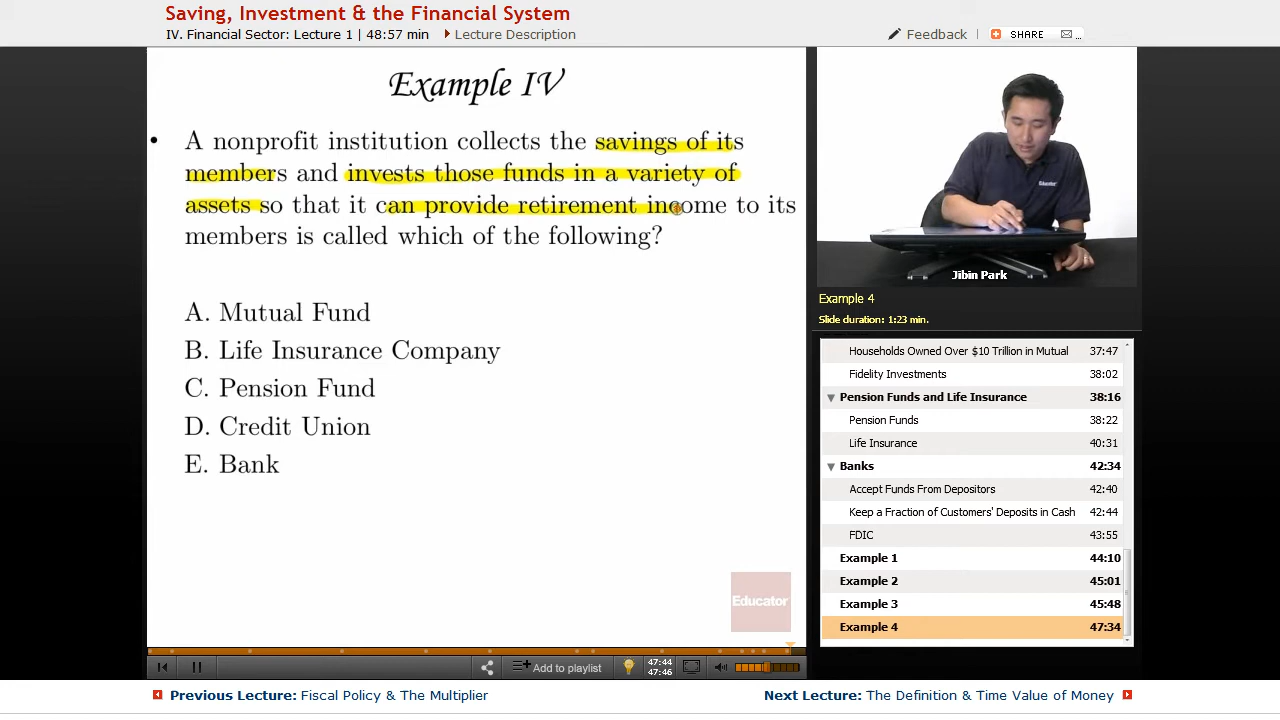 Saving, Investment & the Financial System
IV. Financial Sector: Lecture 1 | 48:57 min Lecture Description
Feedback | SHARE ...
Example IV
• A nonprofit institution collects the savings of its
members and invests those funds in a variety of
assets so that it can provide retirement income to its
members is called which of the following?
A. Mutual Fund
B. Life Insurance Company
C. Pension Fund
D. Credit Union
E. Bank
Educator
Educator
Jibin Park
Example 4
Slide duration: 1:23 min.
Households Owned Over $10 Trillion in Mutual 37:47
Fidelity Investments 38:02
Pension Funds and Life Insurance 38:16
Pension Funds 38:22
Life Insurance 40:31
Banks 42:34
Accept Funds From Depositors 42:40
Keep a Fraction of Customers' Deposits in Cash 42:44
FDIC 43:55
Example 1 44:10
Example 2 45:01
Example 3 45:48
Example 4 47:34
Add to playlist
47:44
47:46
Previous Lecture: Fiscal Policy & The Multiplier
Next Lecture: The Definition & Time Value of Money